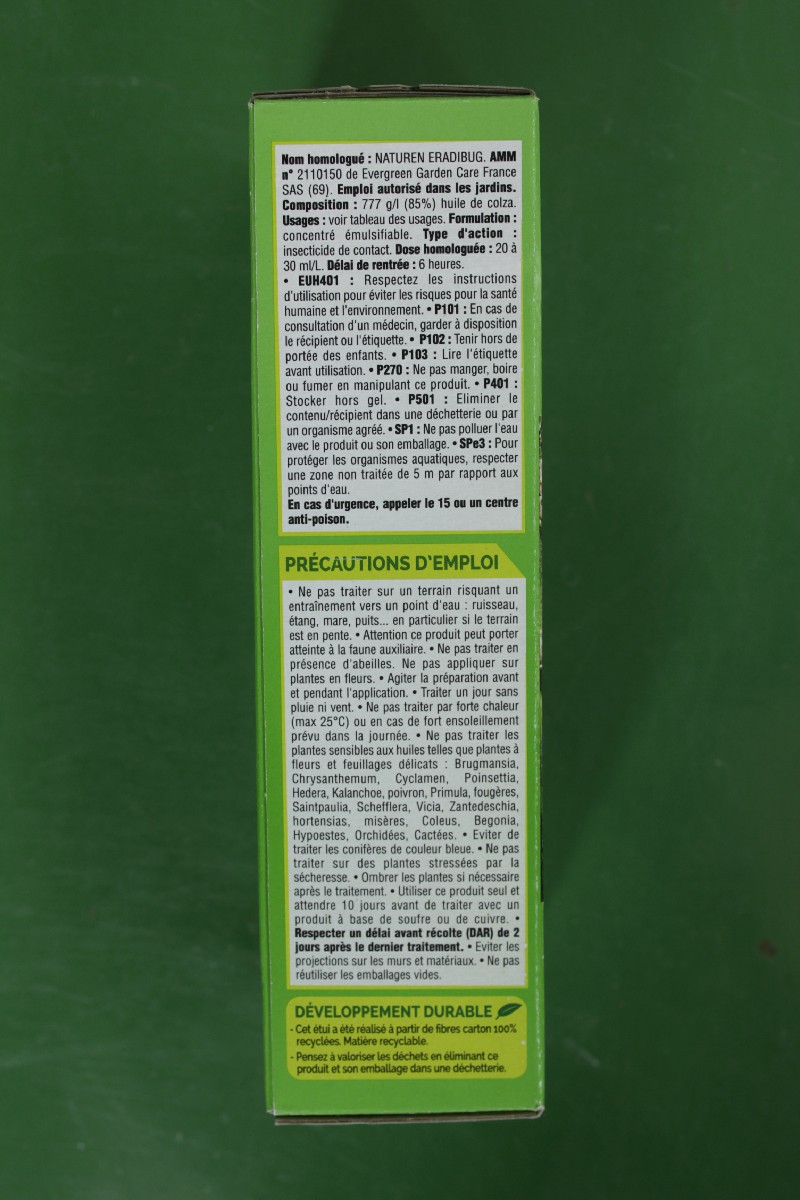 Nom homologué : NATUREN ERADIBUG. AMM
n° 2110150 de Evergreen Garden Care France
SAS (69). Emploi autorisé dans les jardins.
Composition : 777 g/l (85%) huile de colza.
Usages : voir tableau des usages. Formulation :
concentré émulsifiable. Type d'action :
insecticide de contact. Dose homologuée : 20 à
30 ml/L. Délai de rentrée : 6 heures.
• EUH401 : Respectez les instructions
d'utilisation pour éviter les risques pour la santé
humaine et l'environnement. • P101 : En cas de
consultation d'un médecin, garder à disposition
le récipient ou l'étiquette. • P102 : Tenir hors de
portée des enfants. • P103 : Lire l'étiquette
avant utilisation. • P270 : Ne pas manger, boire
ou fumer en manipulant ce produit. • P401 :
Stocker hors gel. • P501 : Eliminer le
contenu/récipient dans une déchetterie ou par
un organisme agréé. • SP1 : Ne pas polluer l'eau
avec le produit ou son emballage. • SPe3 : Pour
protéger les organismes aquatiques, respecter
une zone non traitée de 5 m par rapport aux
points d'eau.
En cas d'urgence, appeler le 15 ou un centre
anti-poison.
PRÉCAUTIONS D'EMPLOI
• Ne pas traiter sur un terrain risquant un
entraînement vers un point d'eau : ruisseau,
étang, mare, puits... en particulier si le terrain
est en pente. • Attention ce produit peut porter
atteinte à la faune auxiliaire. • Ne pas traiter en
présence d'abeilles. Ne pas appliquer sur
plantes en fleurs. • Agiter la préparation avant
et pendant l'application. • Traiter un jour sans
pluie ni vent. • Ne pas traiter par forte chaleur
(max 25°C) ou en cas de fort ensoleillement
prévu dans la journée. • Ne pas traiter les
plantes sensibles aux huiles telles que plantes à
fleurs et feuillages délicats : Brugmansia,
Chrysanthemum, Cyclamen, Poinsettia,
Hedera, Kalanchoe, poivron, Primula, fougères,
Saintpaulia, Schefflera, Vicia, Zantedeschia,
hortensias, misères, Coleus, Begonia,
Hypoestes, Orchidées, Cactées. • Eviter de
traiter les conifères de couleur bleue. • Ne pas
traiter sur des plantes stressées par la
sécheresse. • Ombrer les plantes si nécessaire
après le traitement. • Utiliser ce produit seul et
attendre 10 jours avant de traiter avec un
produit à base de soufre ou de cuivre. •
Respecter un délai avant récolte (DAR) de 2
jours après le dernier traitement. • Eviter les
projections sur les murs et matériaux. • Ne pas
réutiliser les emballages vides.
DÉVELOPPEMENT DURABLE
- Cet étui a été réalisé à partir de fibres carton 100%
recyclées. Matière recyclable.
- Pensez à valoriser les déchets en éliminant ce
produit et son emballage dans une déchetterie.